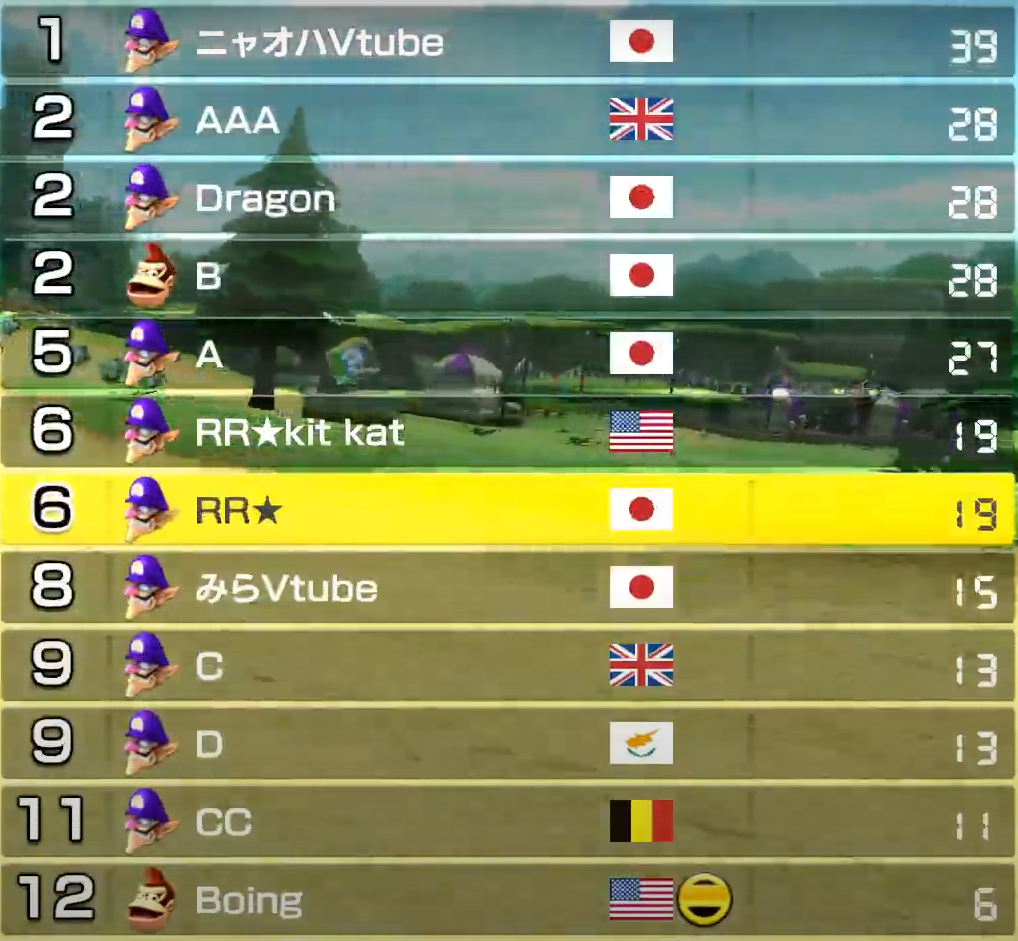 1 ニャオハVtube 39
2 AAA 28
2 Dragon 28
2 B 28
5 A 27
6 RR★kit kat 19
6 RR★ 19
8 みらVtube 15
9 C 13
9 D 13
11 CC 11
12 Boing 6